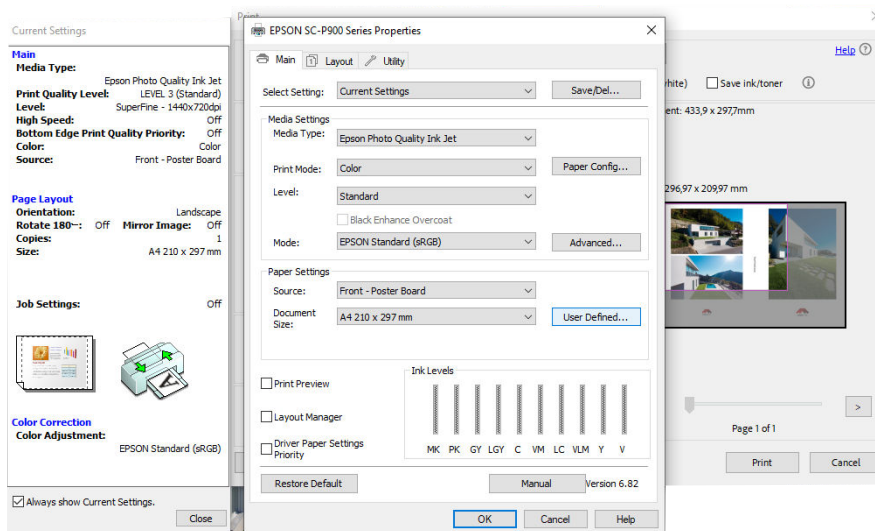 Print
Current Settings
Main
Media Type:
Epson Photo Quality Ink Jet
Print Quality Level: LEVEL 3 (Standard)
Level: SuperFine - 1440x720dpi
High Speed: Off
Bottom Edge Print Quality Priority: Off
Color: Color
Source: Front - Poster Board
Page Layout
Orientation: Landscape
Rotate 180°: Off Mirror Image: Off
Copies: 1
Size: A4 210 x 297 mm
Job Settings: Off
Color Correction
Color Adjustment:
EPSON Standard (sRGB)
Always show Current Settings.
Close
EPSON SC-P900 Series Properties
Main Layout Utility
Select Setting: Current Settings Save/Del...
Media Settings
Media Type: Epson Photo Quality Ink Jet
Print Mode: Color Paper Config...
Level: Standard
Black Enhance Overcoat
Mode: EPSON Standard (sRGB) Advanced...
Paper Settings
Source: Front - Poster Board
Document
Size: A4 210 x 297 mm User Defined...
Print Preview
Layout Manager
Driver Paper Settings
Priority
Ink Levels
MK PK GY LGY C VM LC VLM Y V
Restore Default Manual Version 6.82
OK Cancel Help
Help
hite) Save ink/toner
ent: 433,9 x 297,7mm
296,97 x 209,97 mm
>
Page 1 of 1
Print Cancel